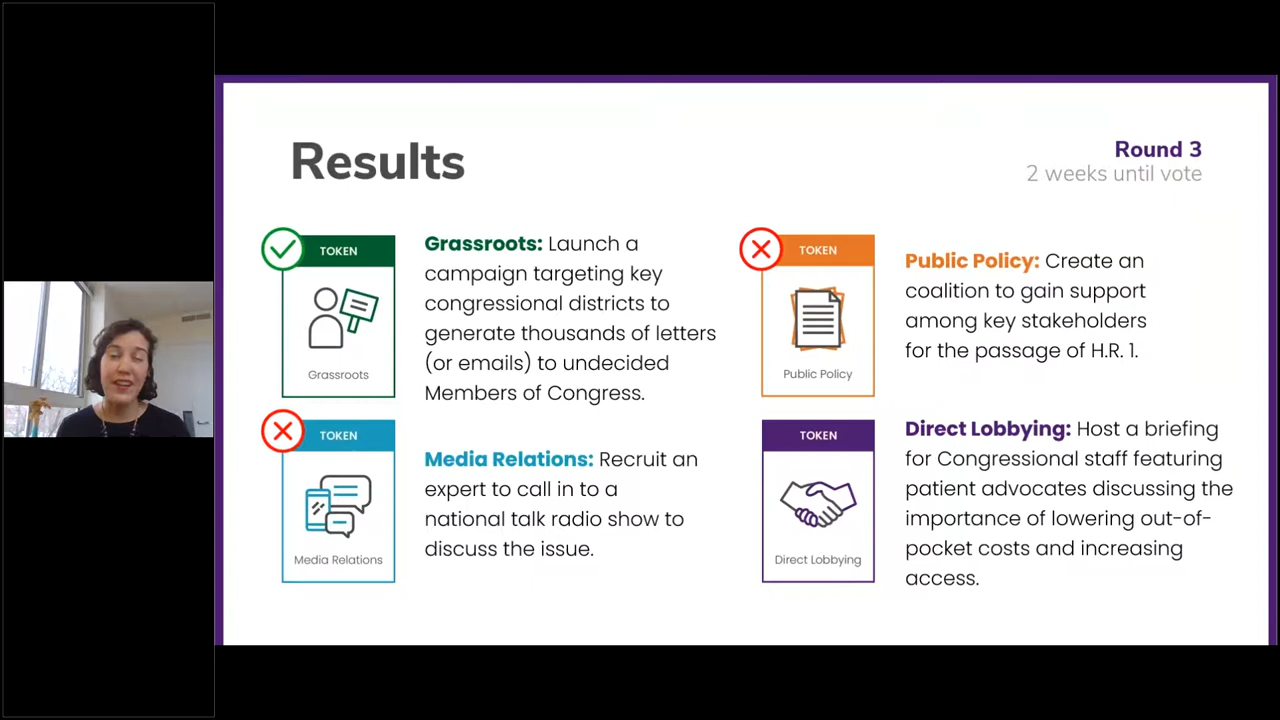 Results
Round 3
2 weeks until vote
TOKEN
Grassroots
Grassroots: Launch a
campaign targeting key
congressional districts to
generate thousands of letters
(or emails) to undecided
Members of Congress.
TOKEN
Public Policy
Public Policy: Create an
coalition to gain support
among key stakeholders
for the passage of H.R. 1.
TOKEN
Media Relations
Media Relations: Recruit an
expert to call in to a
national talk radio show to
discuss the issue.
TOKEN
Direct Lobbying
Direct Lobbying: Host a briefing
for Congressional staff featuring
patient advocates discussing the
importance of lowering out-of-
pocket costs and increasing
access.